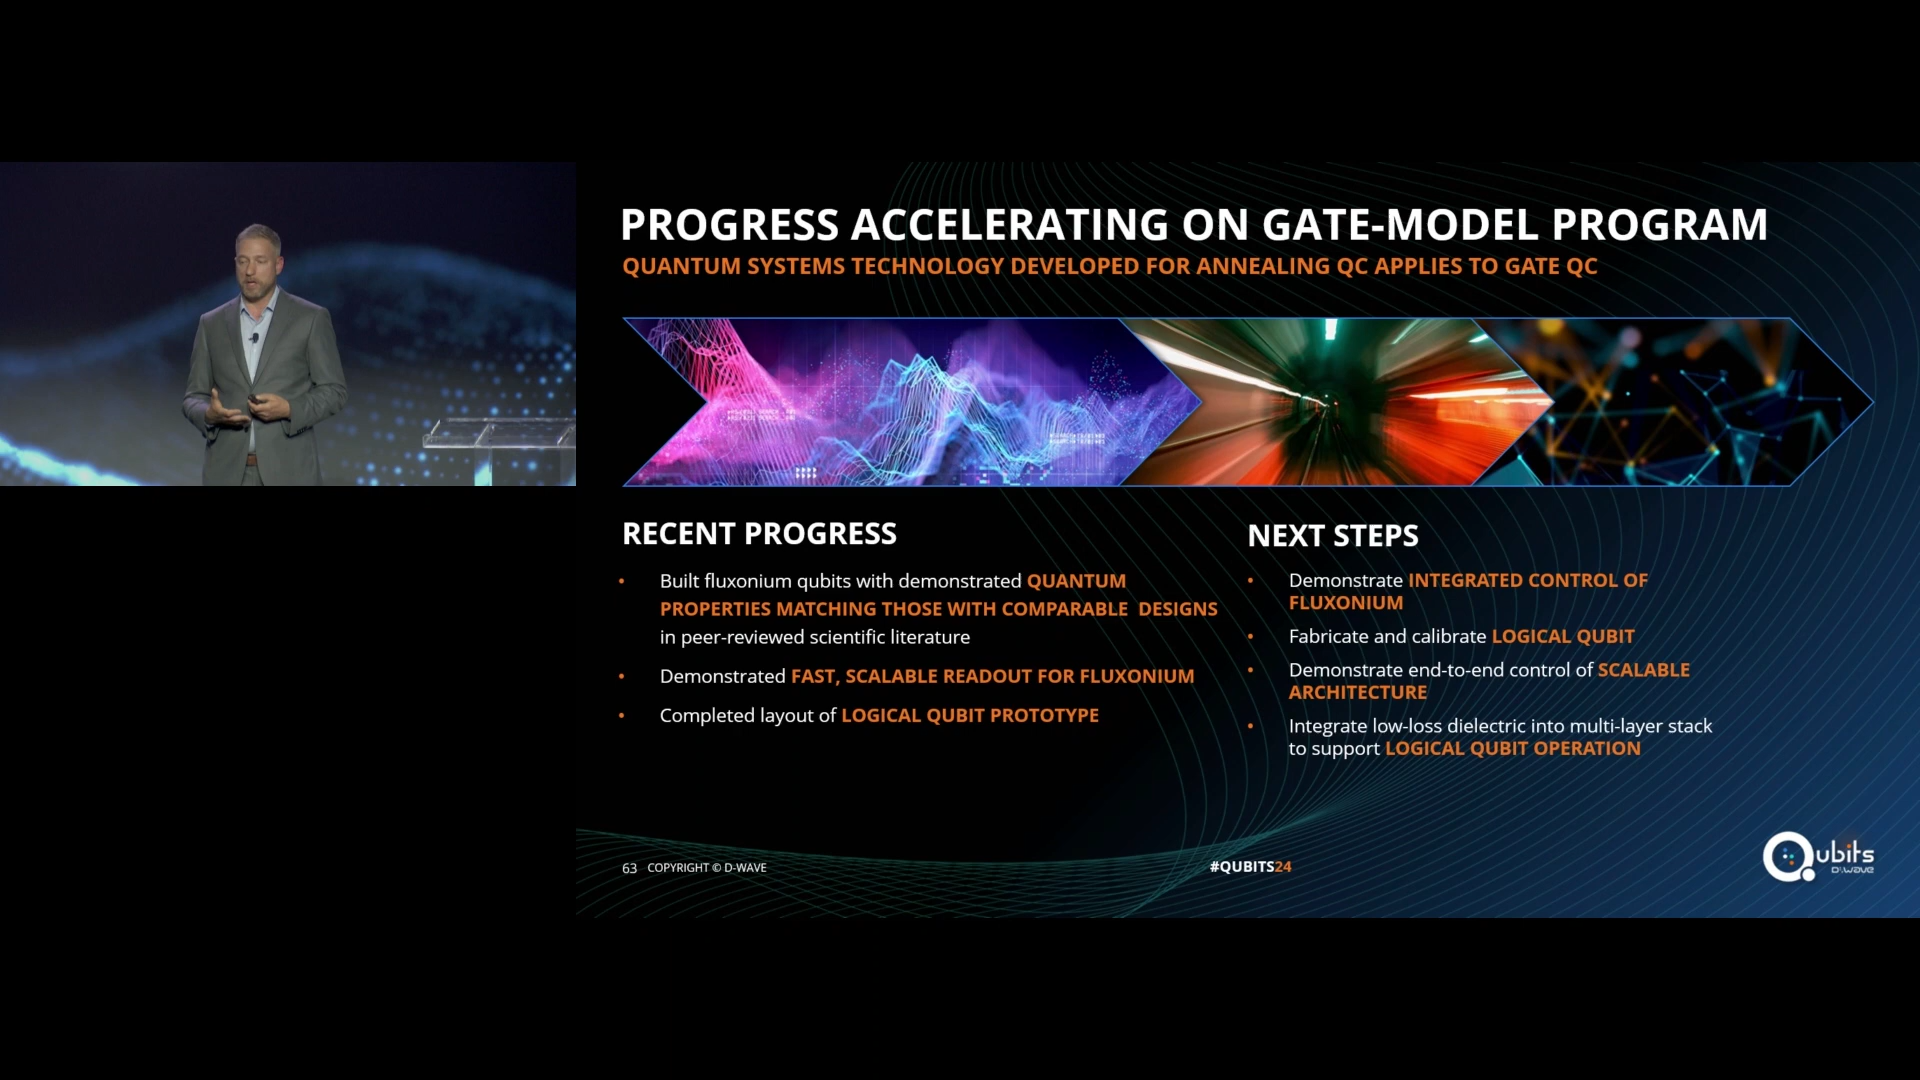 PROGRESS ACCELERATING ON GATE-MODEL PROGRAM
QUANTUM SYSTEMS TECHNOLOGY DEVELOPED FOR ANNEALING QC APPLIES TO GATE QC
RECENT PROGRESS
• Built fluxonium qubits with demonstrated QUANTUM
PROPERTIES MATCHING THOSE WITH COMPARABLE DESIGNS
in peer-reviewed scientific literature
• Demonstrated FAST, SCALABLE READOUT FOR FLUXONIUM
• Completed layout of LOGICAL QUBIT PROTOTYPE
NEXT STEPS
• Demonstrate INTEGRATED CONTROL OF
FLUXONIUM
• Fabricate and calibrate LOGICAL QUBIT
• Demonstrate end-to-end control of SCALABLE
ARCHITECTURE
• Integrate low-loss dielectric into multi-layer stack
to support LOGICAL QUBIT OPERATION
63 COPYRIGHT © D-WAVE
#QUBITS24
Qubits
D:WAVE